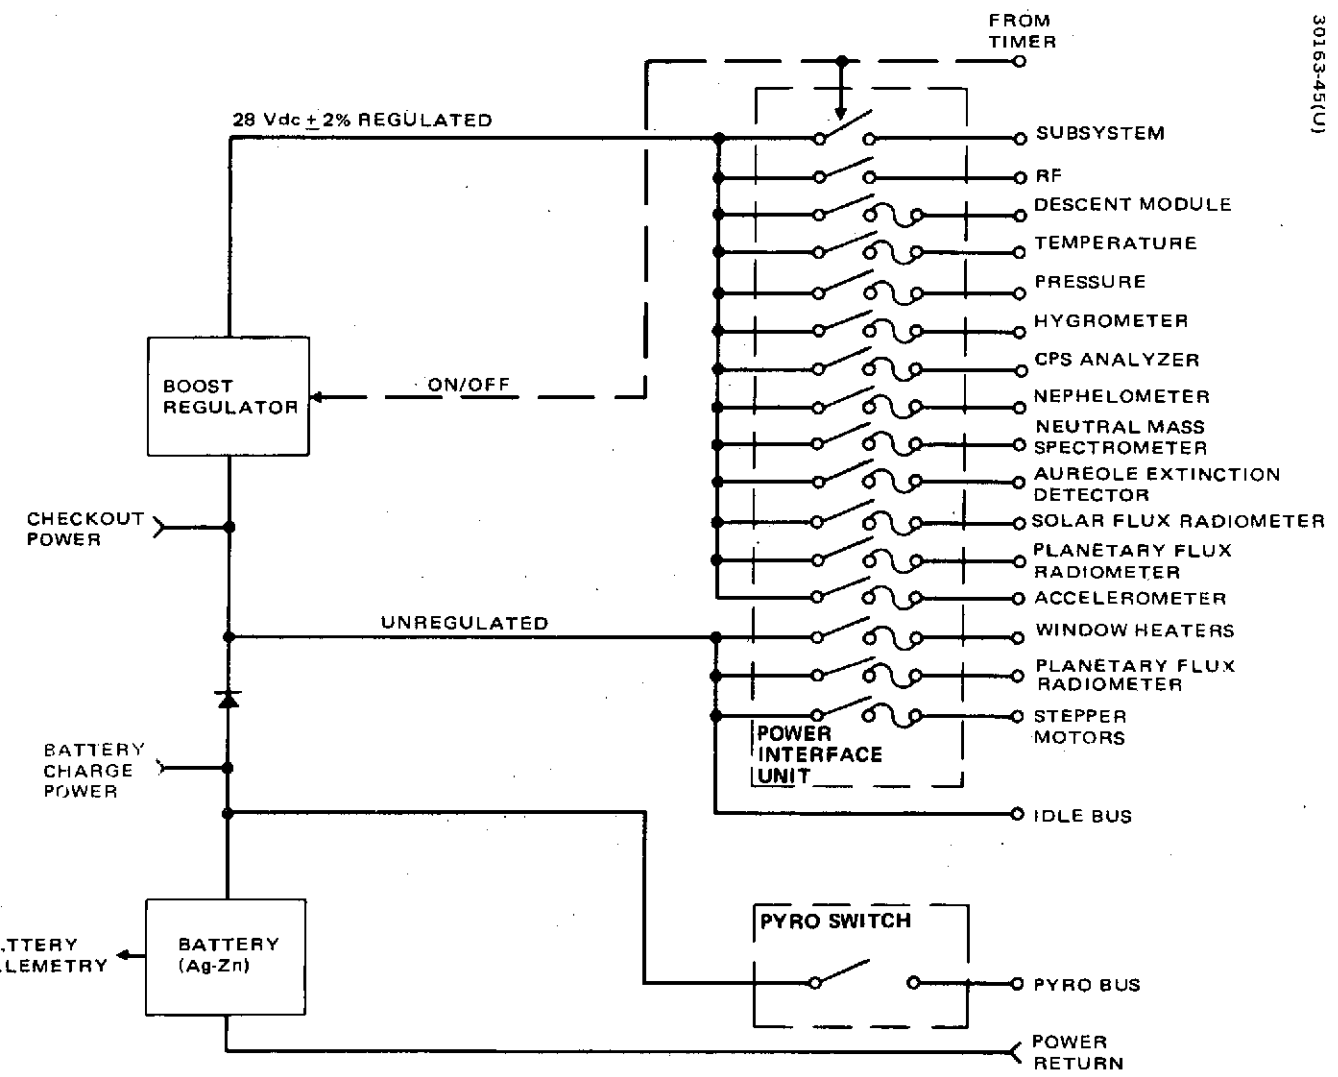 30163-45(U)
FROM
TIMER
28 Vdc ± 2% REGULATED
SUBSYSTEM
RF
DESCENT MODULE
TEMPERATURE
PRESSURE
HYGROMETER
CPS ANALYZER
NEPHELOMETER
NEUTRAL MASS
SPECTROMETER
AUREOLE EXTINCTION
DETECTOR
SOLAR FLUX RADIOMETER
PLANETARY FLUX
RADIOMETER
ACCELEROMETER
WINDOW HEATERS
PLANETARY FLUX
RADIOMETER
STEPPER
MOTORS
BOOST
REGULATOR
ON/OFF
CHECKOUT
POWER
UNREGULATED
BATTERY
CHARGE
POWER
POWER
INTERFACE
UNIT
IDLE BUS
PYRO SWITCH
PYRO BUS
BATTERY
(Ag-Zn)
TTERY
LEMETRY
POWER
RETURN